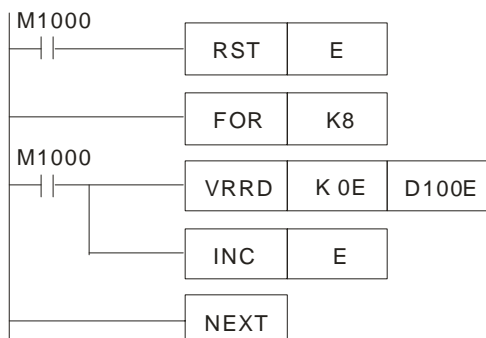 M1000
RST E
FOR K8
M1000
VRRD K 0E D100E
INC E
NEXT